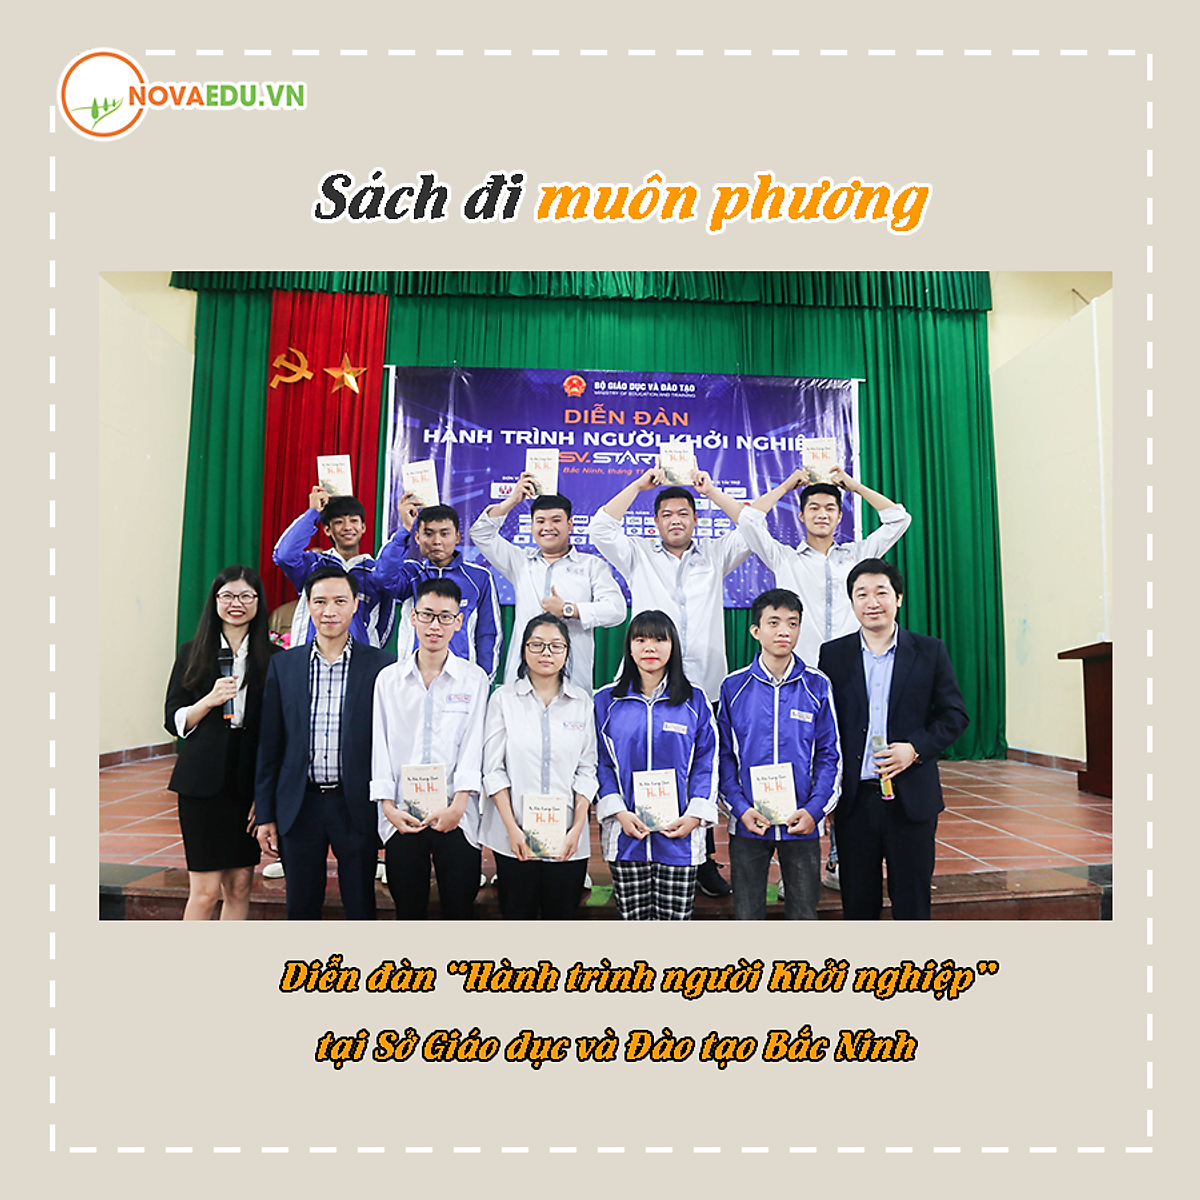 NOVAEDU.VN
Sách đi muôn phương
BỘ GIÁO DỤC VÀ ĐÀO TẠO
MINISTRY OF EDUCATION AND TRAINING
DIỄN ĐÀN
HÀNH TRÌNH NGƯỜI KHỞI NGHIỆ
SV.START
Bắc Ninh, tháng 11
Diễn đàn “Hành trình người Khởi nghiệp”
tại Sở Giáo dục và Đào tạo Bắc Ninh